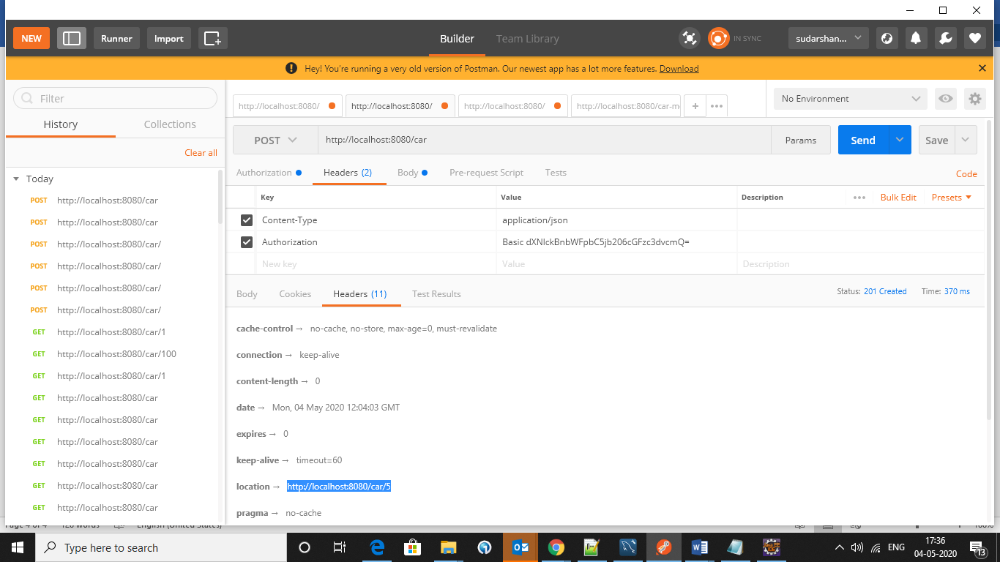 NEW
Runner
Import
Builder
Team Library
IN SYNC
sudarshan...
Hey! You're running a very old version of Postman. Our newest app has a lot more features. Download
Filter
History
Collections
Clear all
Today
POST http://localhost:8080/car
POST http://localhost:8080/car
POST http://localhost:8080/car/
POST http://localhost:8080/car/
POST http://localhost:8080/car/
POST http://localhost:8080/car/
GET http://localhost:8080/car/1
GET http://localhost:8080/car/100
GET http://localhost:8080/car/1
GET http://localhost:8080/car
GET http://localhost:8080/car
GET http://localhost:8080/car
GET http://localhost:8080/car
GET http://localhost:8080/car
GET http://localhost:8080/car
http://localhost:8080/
http://localhost:8080/
http://localhost:8080/
http://localhost:8080/car-m
+
•••
No Environment
POST
http://localhost:8080/car
Params
Send
Save
Authorization
Headers (2)
Body
Pre-request Script
Tests
Code
Key Value Description ••• Bulk Edit Presets
Content-Type application/json
Authorization Basic dXNlckBnbWFpbC5jb206cGFzc3dvcmQ=
New key Value Description
Body
Cookies
Headers (11)
Test Results
Status: 201 Created Time: 370 ms
cache-control → no-cache, no-store, max-age=0, must-revalidate
connection → keep-alive
content-length → 0
date → Mon, 04 May 2020 12:04:03 GMT
expires → 0
keep-alive → timeout=60
location → http://localhost:8080/car/5
pragma → no-cache
Page 4 of 4 120 words English (United States)
Type here to search
ENG
17:36
04-05-2020
13